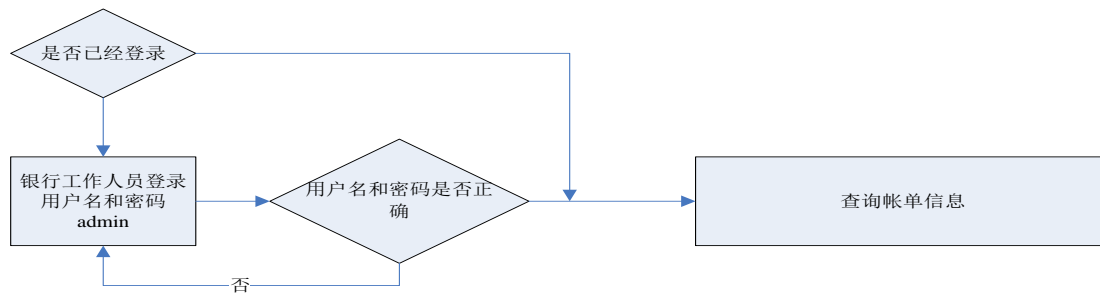 是否已经登录
银行工作人员登录
用户名和密码
admin
用户名和密码是否正
确
查询帐单信息
否